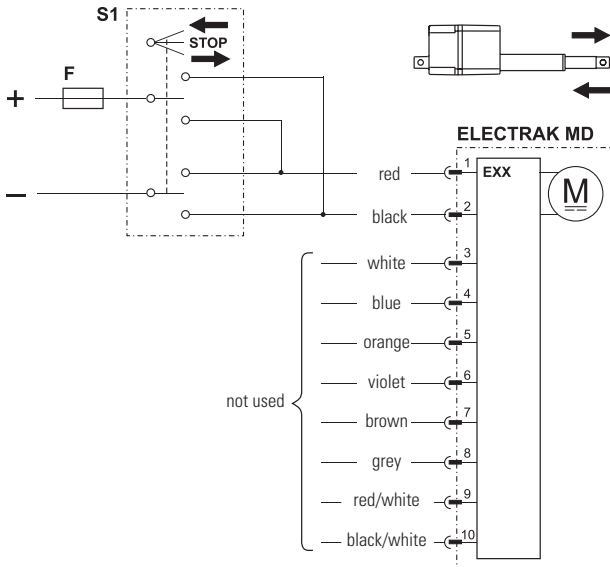 S1
STOP
F
+
−
ELECTRAK MD
red
1
EXX
M
black
2
white
3
blue
4
orange
5
violet
6
not used
brown
7
grey
8
red/white
9
black/white
10